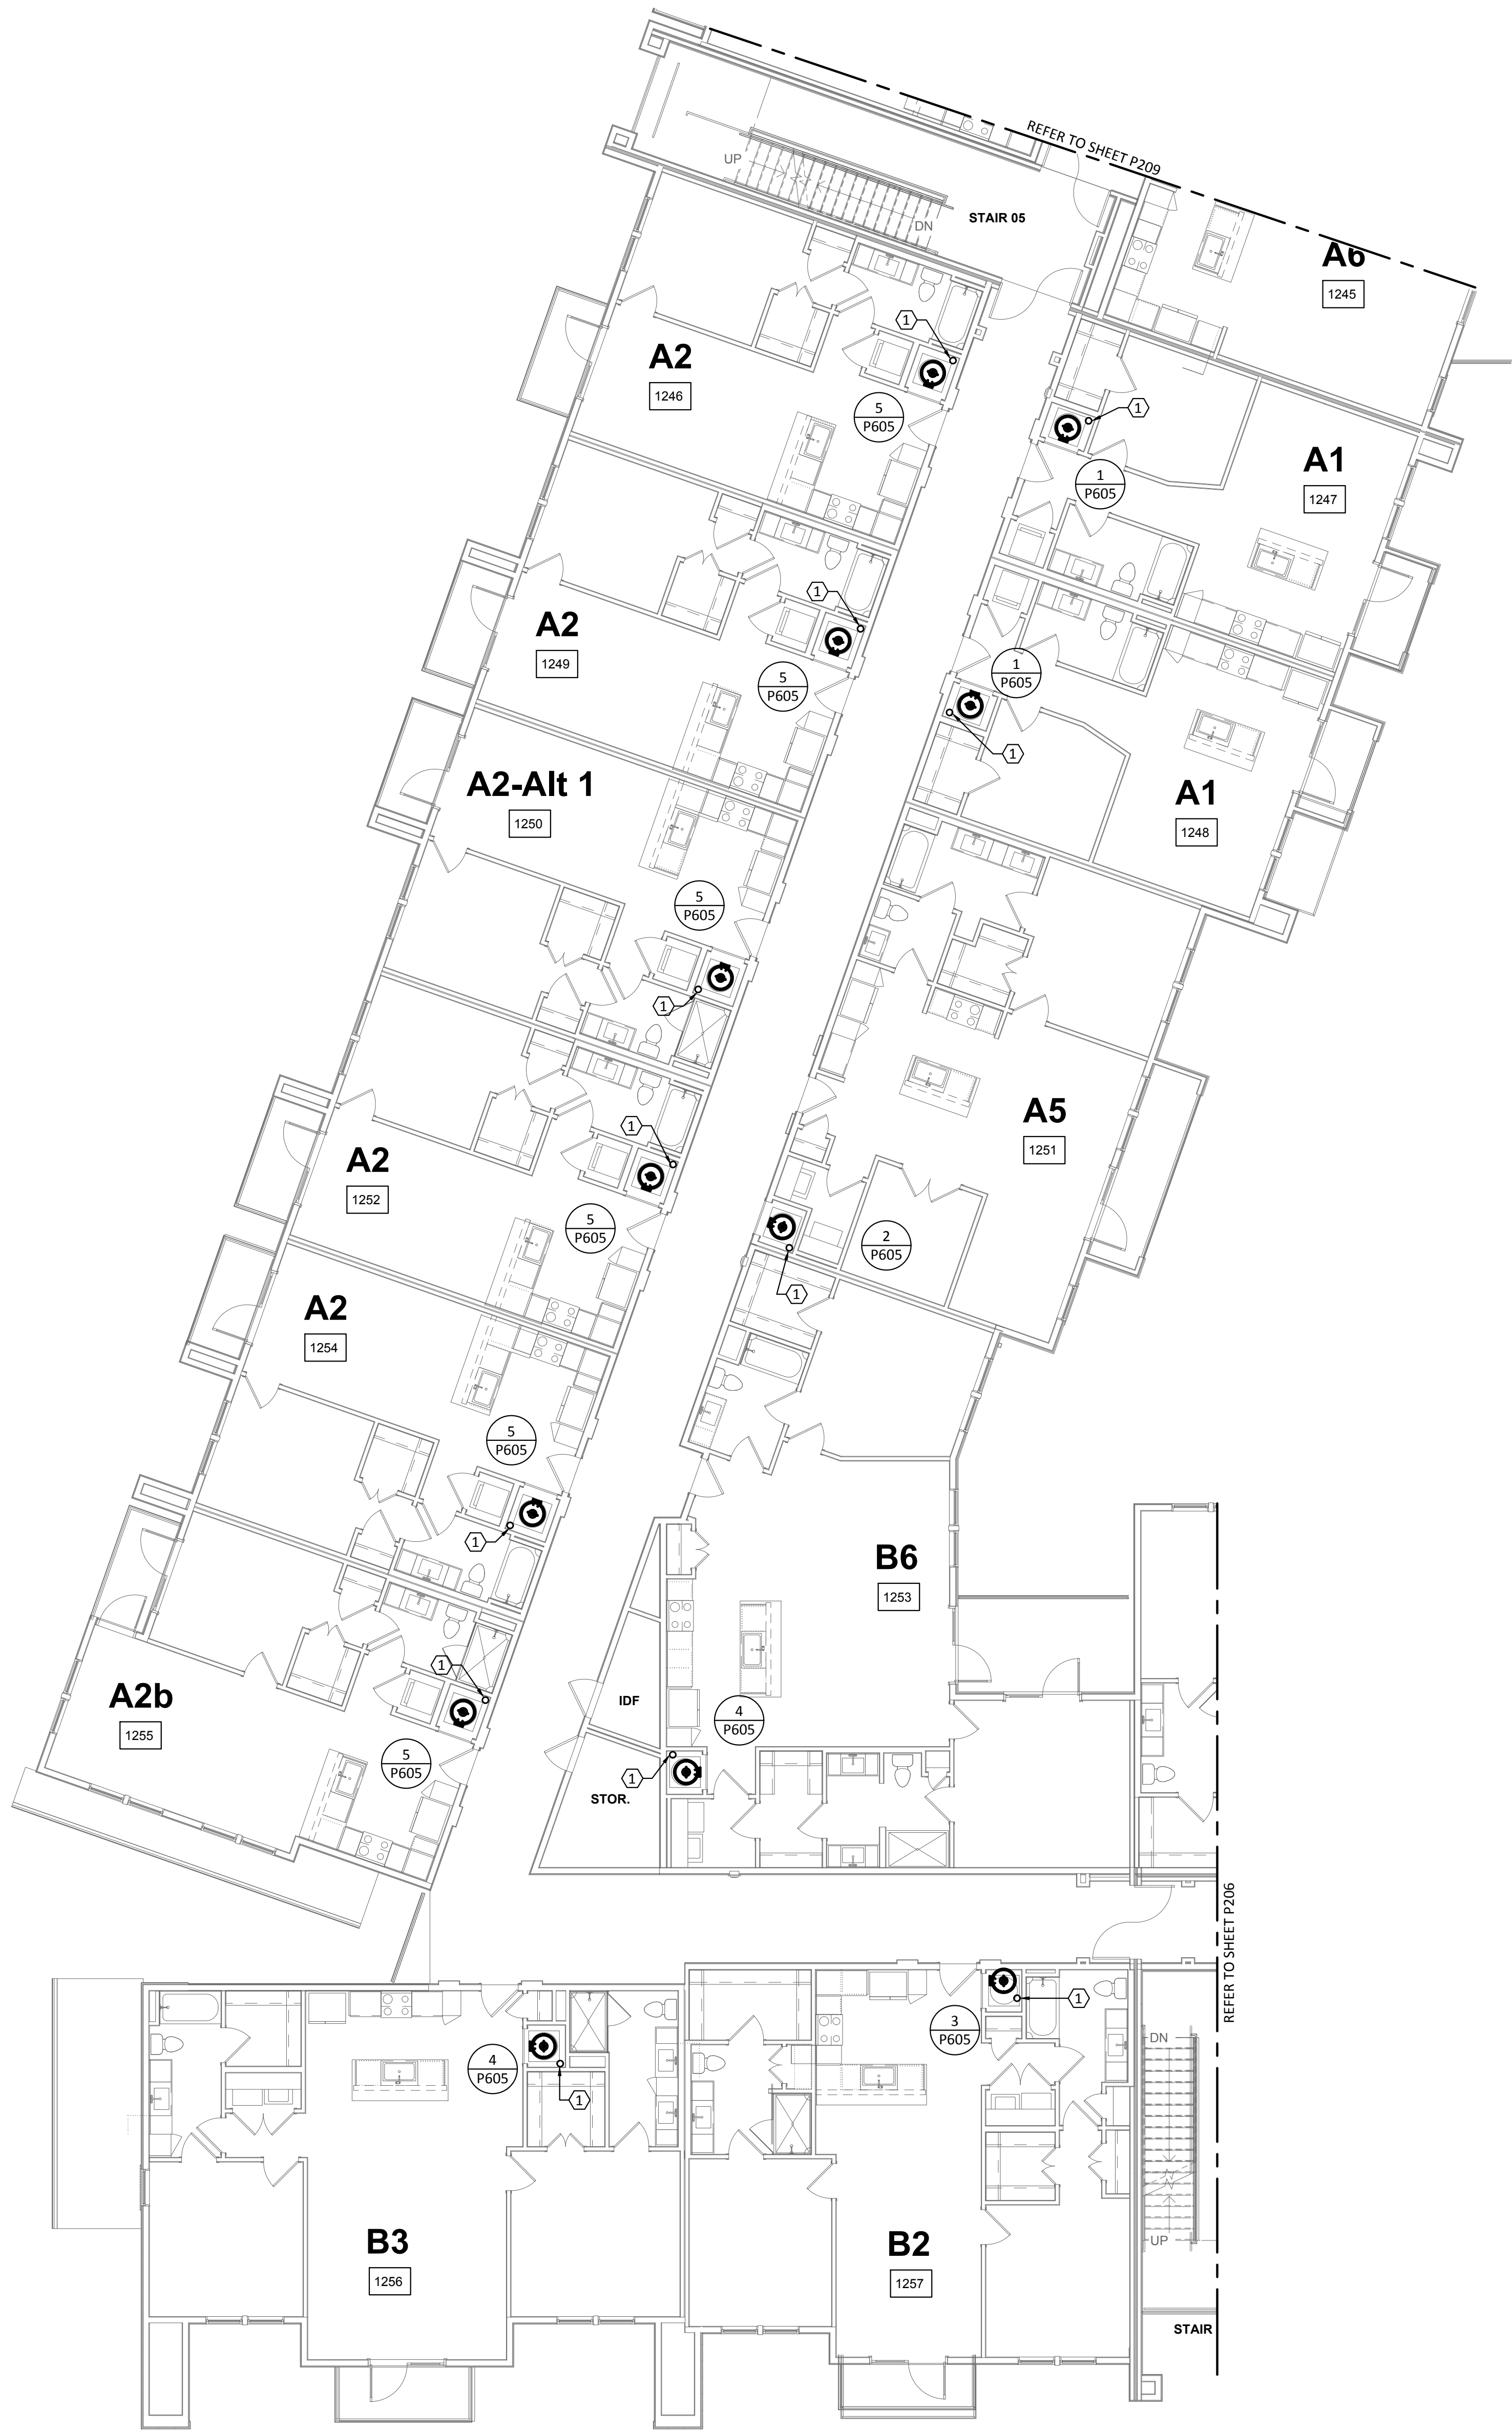 REFER TO SHEET P209
UP
DN
STAIR 05
A6
1245
1
A2
1246
5
P605
1
1
P605
A1
1247
1
A2
1249
5
P605
1
P605
1
A1
1248
A2-Alt 1
1250
5
P605
1
A5
1251
1
A2
1252
5
P605
2
P605
1
A2
1254
5
P605
1
B6
1253
1
A2b
1255
5
P605
IDF
4
P605
1
STOR.
REFER TO SHEET P206
1
3
P605
4
P605
1
DN
UP
B3
1256
B2
1257
STAIR